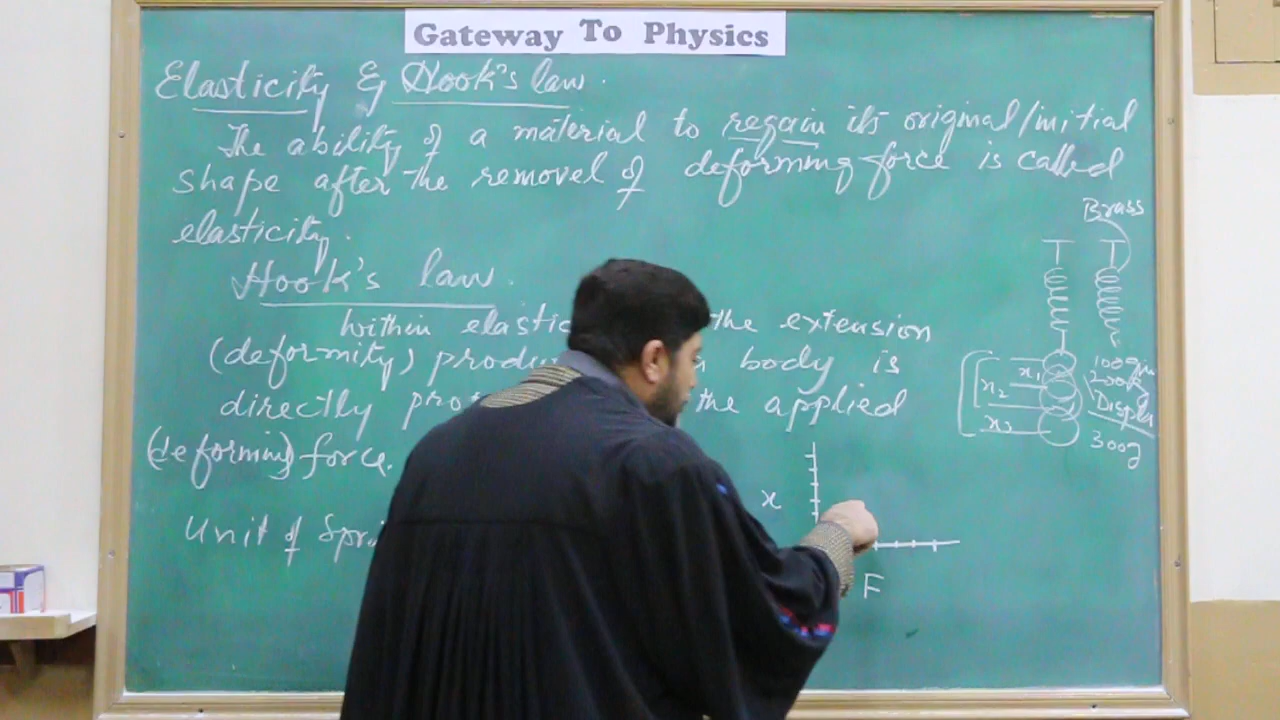 Gateway To Physics
Elasticity & Hook's law.
The ability of a material to regain its original/initial
shape after the removel of deforming force is called
elasticity.
Hook's law.
within elastic the extension
(deformity) produ body is
directly pro the applied
(deforming) force.
Unit of Spri
Brass
100gm
x₁
200g
x₂
Displa
x₃
300g
x
F